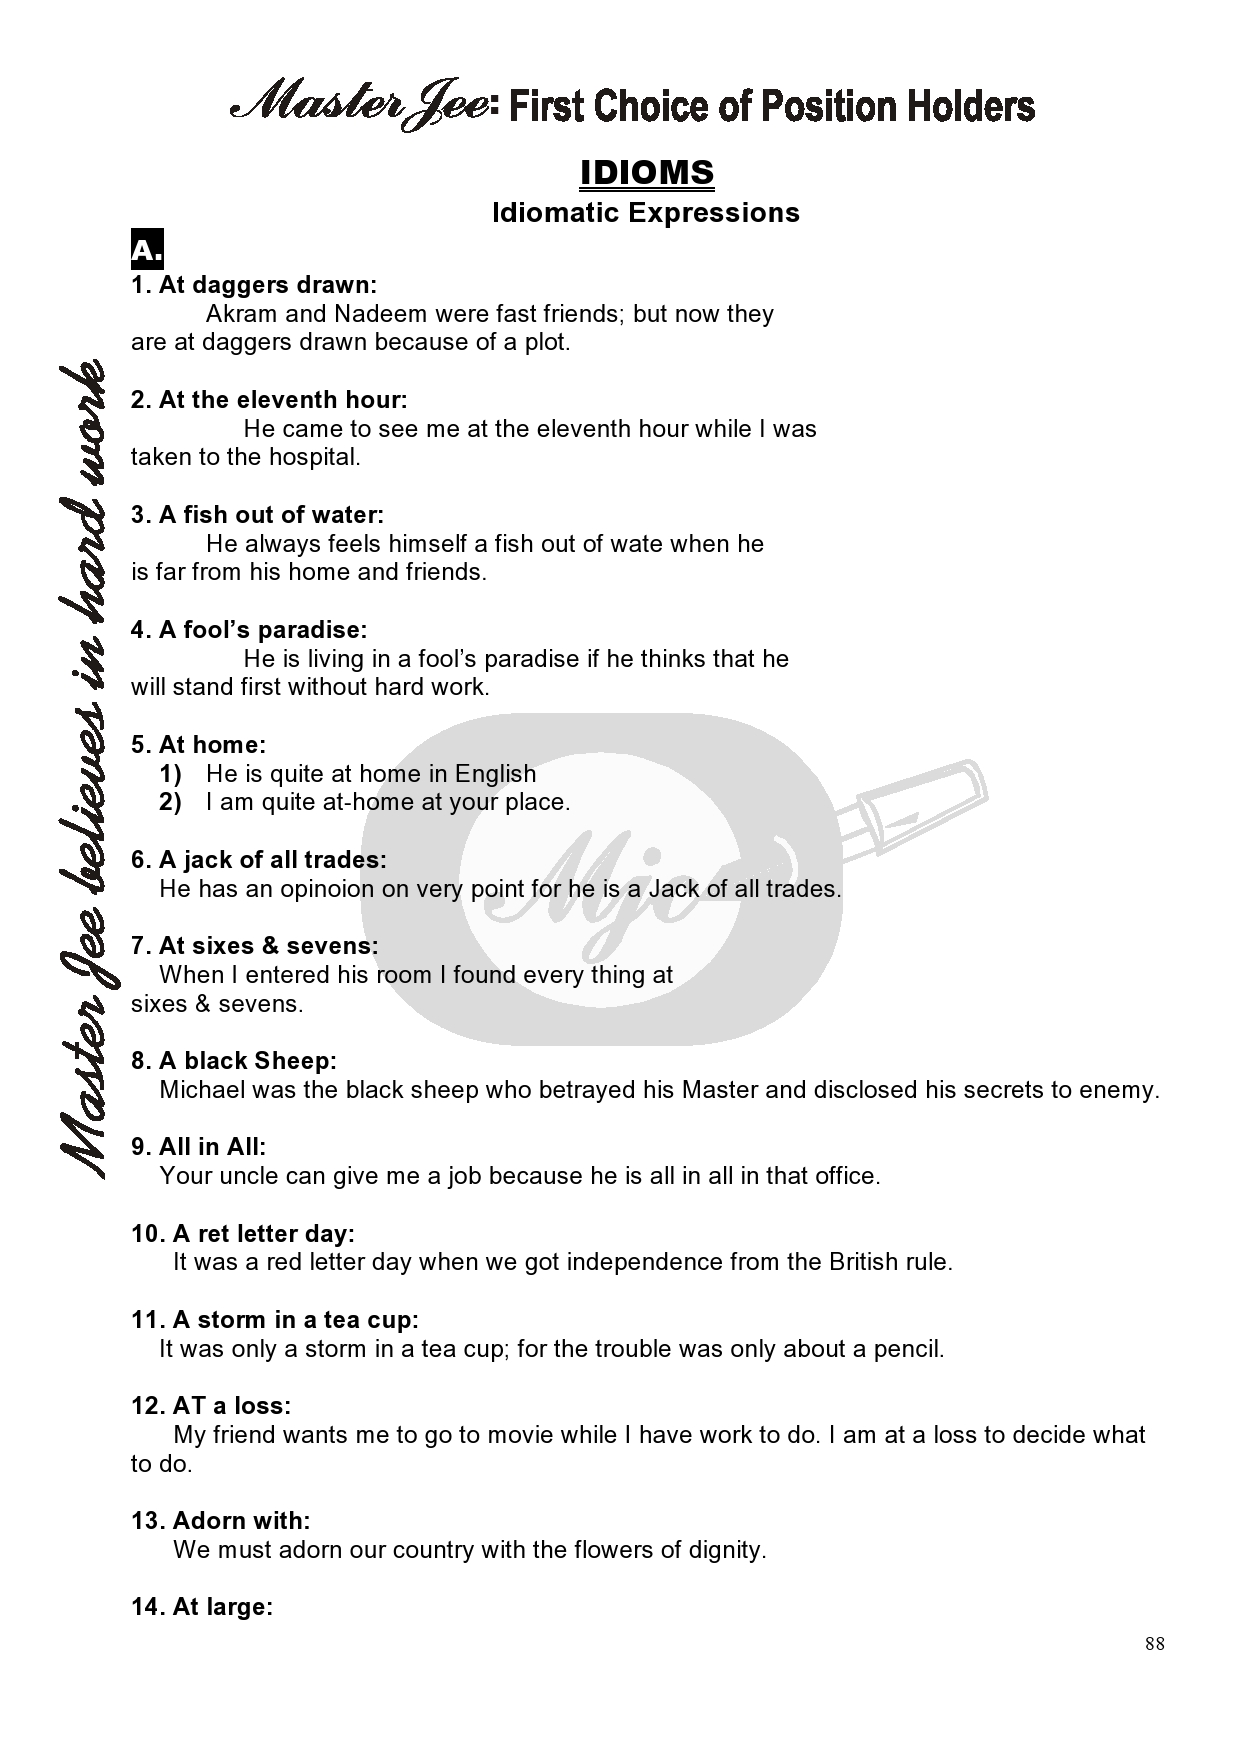 Master Jee: First Choice of Position Holders
IDIOMS
Idiomatic Expressions
A.
1. At daggers drawn:
Akram and Nadeem were fast friends; but now they
are at daggers drawn because of a plot.
2. At the eleventh hour:
He came to see me at the eleventh hour while I was
taken to the hospital.
3. A fish out of water:
He always feels himself a fish out of wate when he
is far from his home and friends.
4. A fool’s paradise:
He is living in a fool’s paradise if he thinks that he
will stand first without hard work.
5. At home:
1) He is quite at home in English
2) I am quite at-home at your place.
6. A jack of all trades:
He has an opinoion on very point for he is a Jack of all trades.
7. At sixes & sevens:
When I entered his room I found every thing at
sixes & sevens.
8. A black Sheep:
Michael was the black sheep who betrayed his Master and disclosed his secrets to enemy.
9. All in All:
Your uncle can give me a job because he is all in all in that office.
10. A ret letter day:
It was a red letter day when we got independence from the British rule.
11. A storm in a tea cup:
It was only a storm in a tea cup; for the trouble was only about a pencil.
12. AT a loss:
My friend wants me to go to movie while I have work to do. I am at a loss to decide what
to do.
13. Adorn with:
We must adorn our country with the flowers of dignity.
14. At large:
88
Master Jee believes in hard work
Mjc